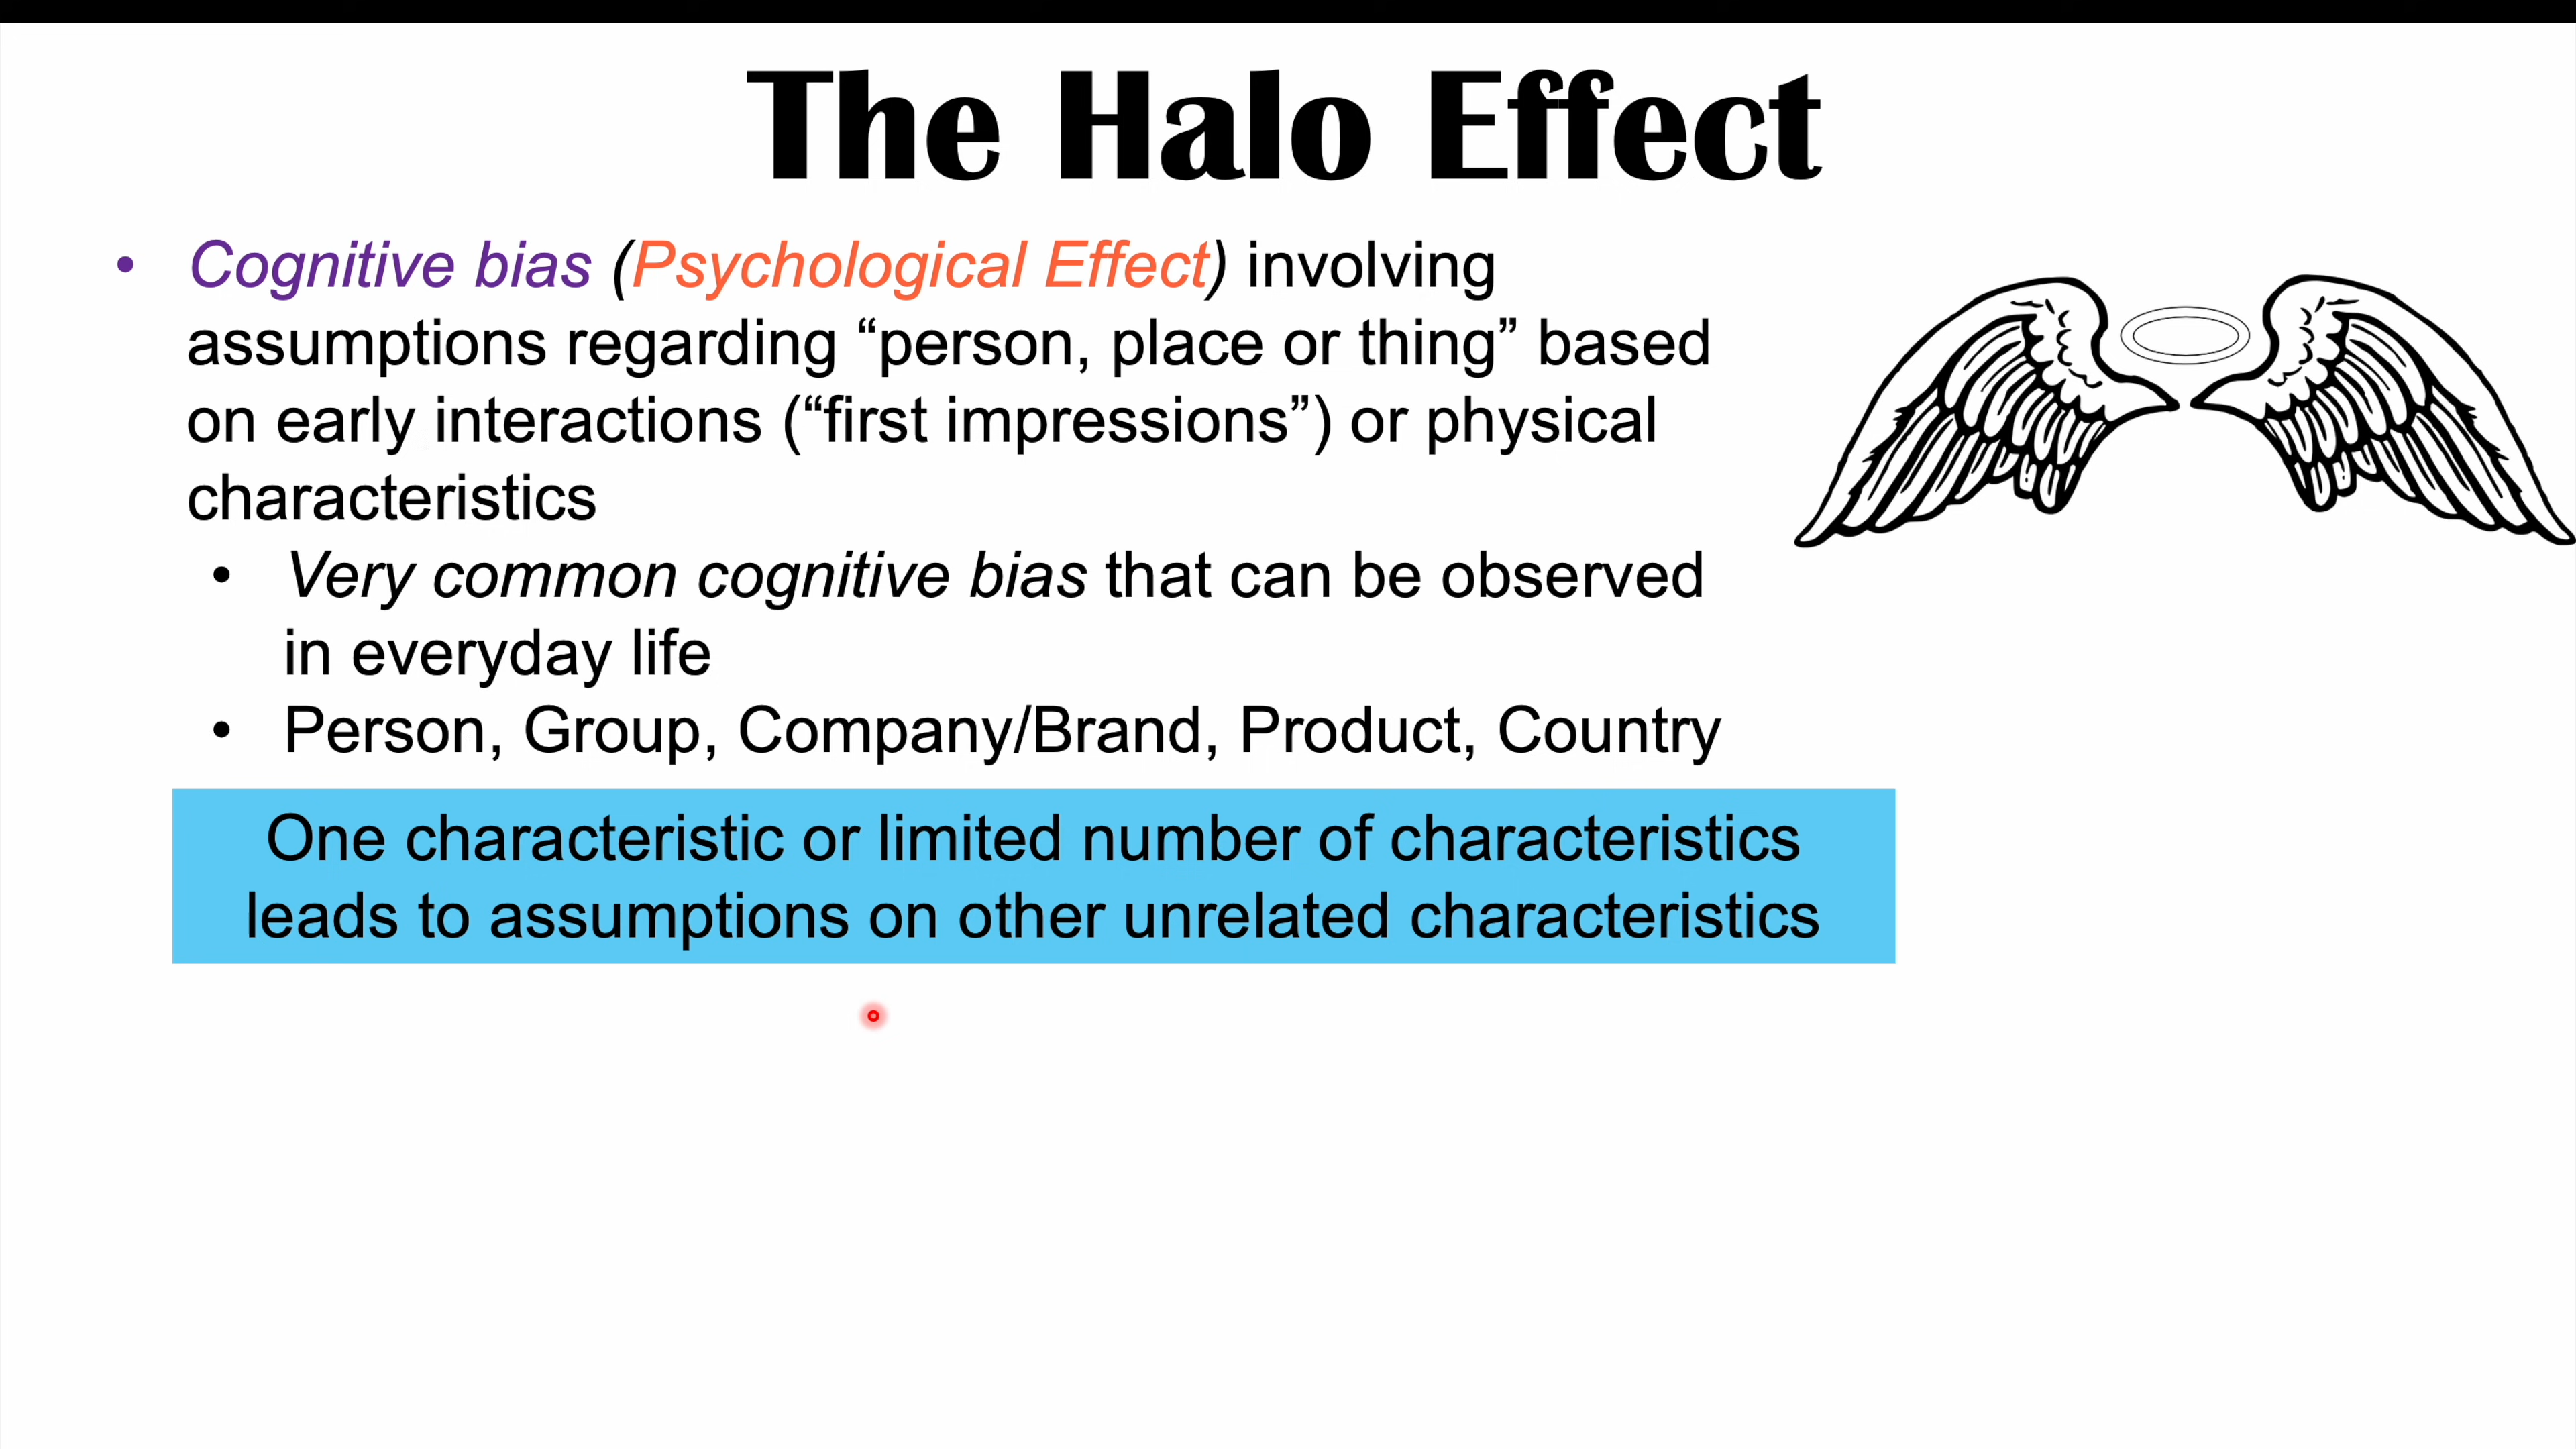 The Halo Effect
• Cognitive bias (Psychological Effect) involving
assumptions regarding “person, place or thing” based
on early interactions (“first impressions”) or physical
characteristics
• Very common cognitive bias that can be observed
in everyday life
• Person, Group, Company/Brand, Product, Country
One characteristic or limited number of characteristics
leads to assumptions on other unrelated characteristics